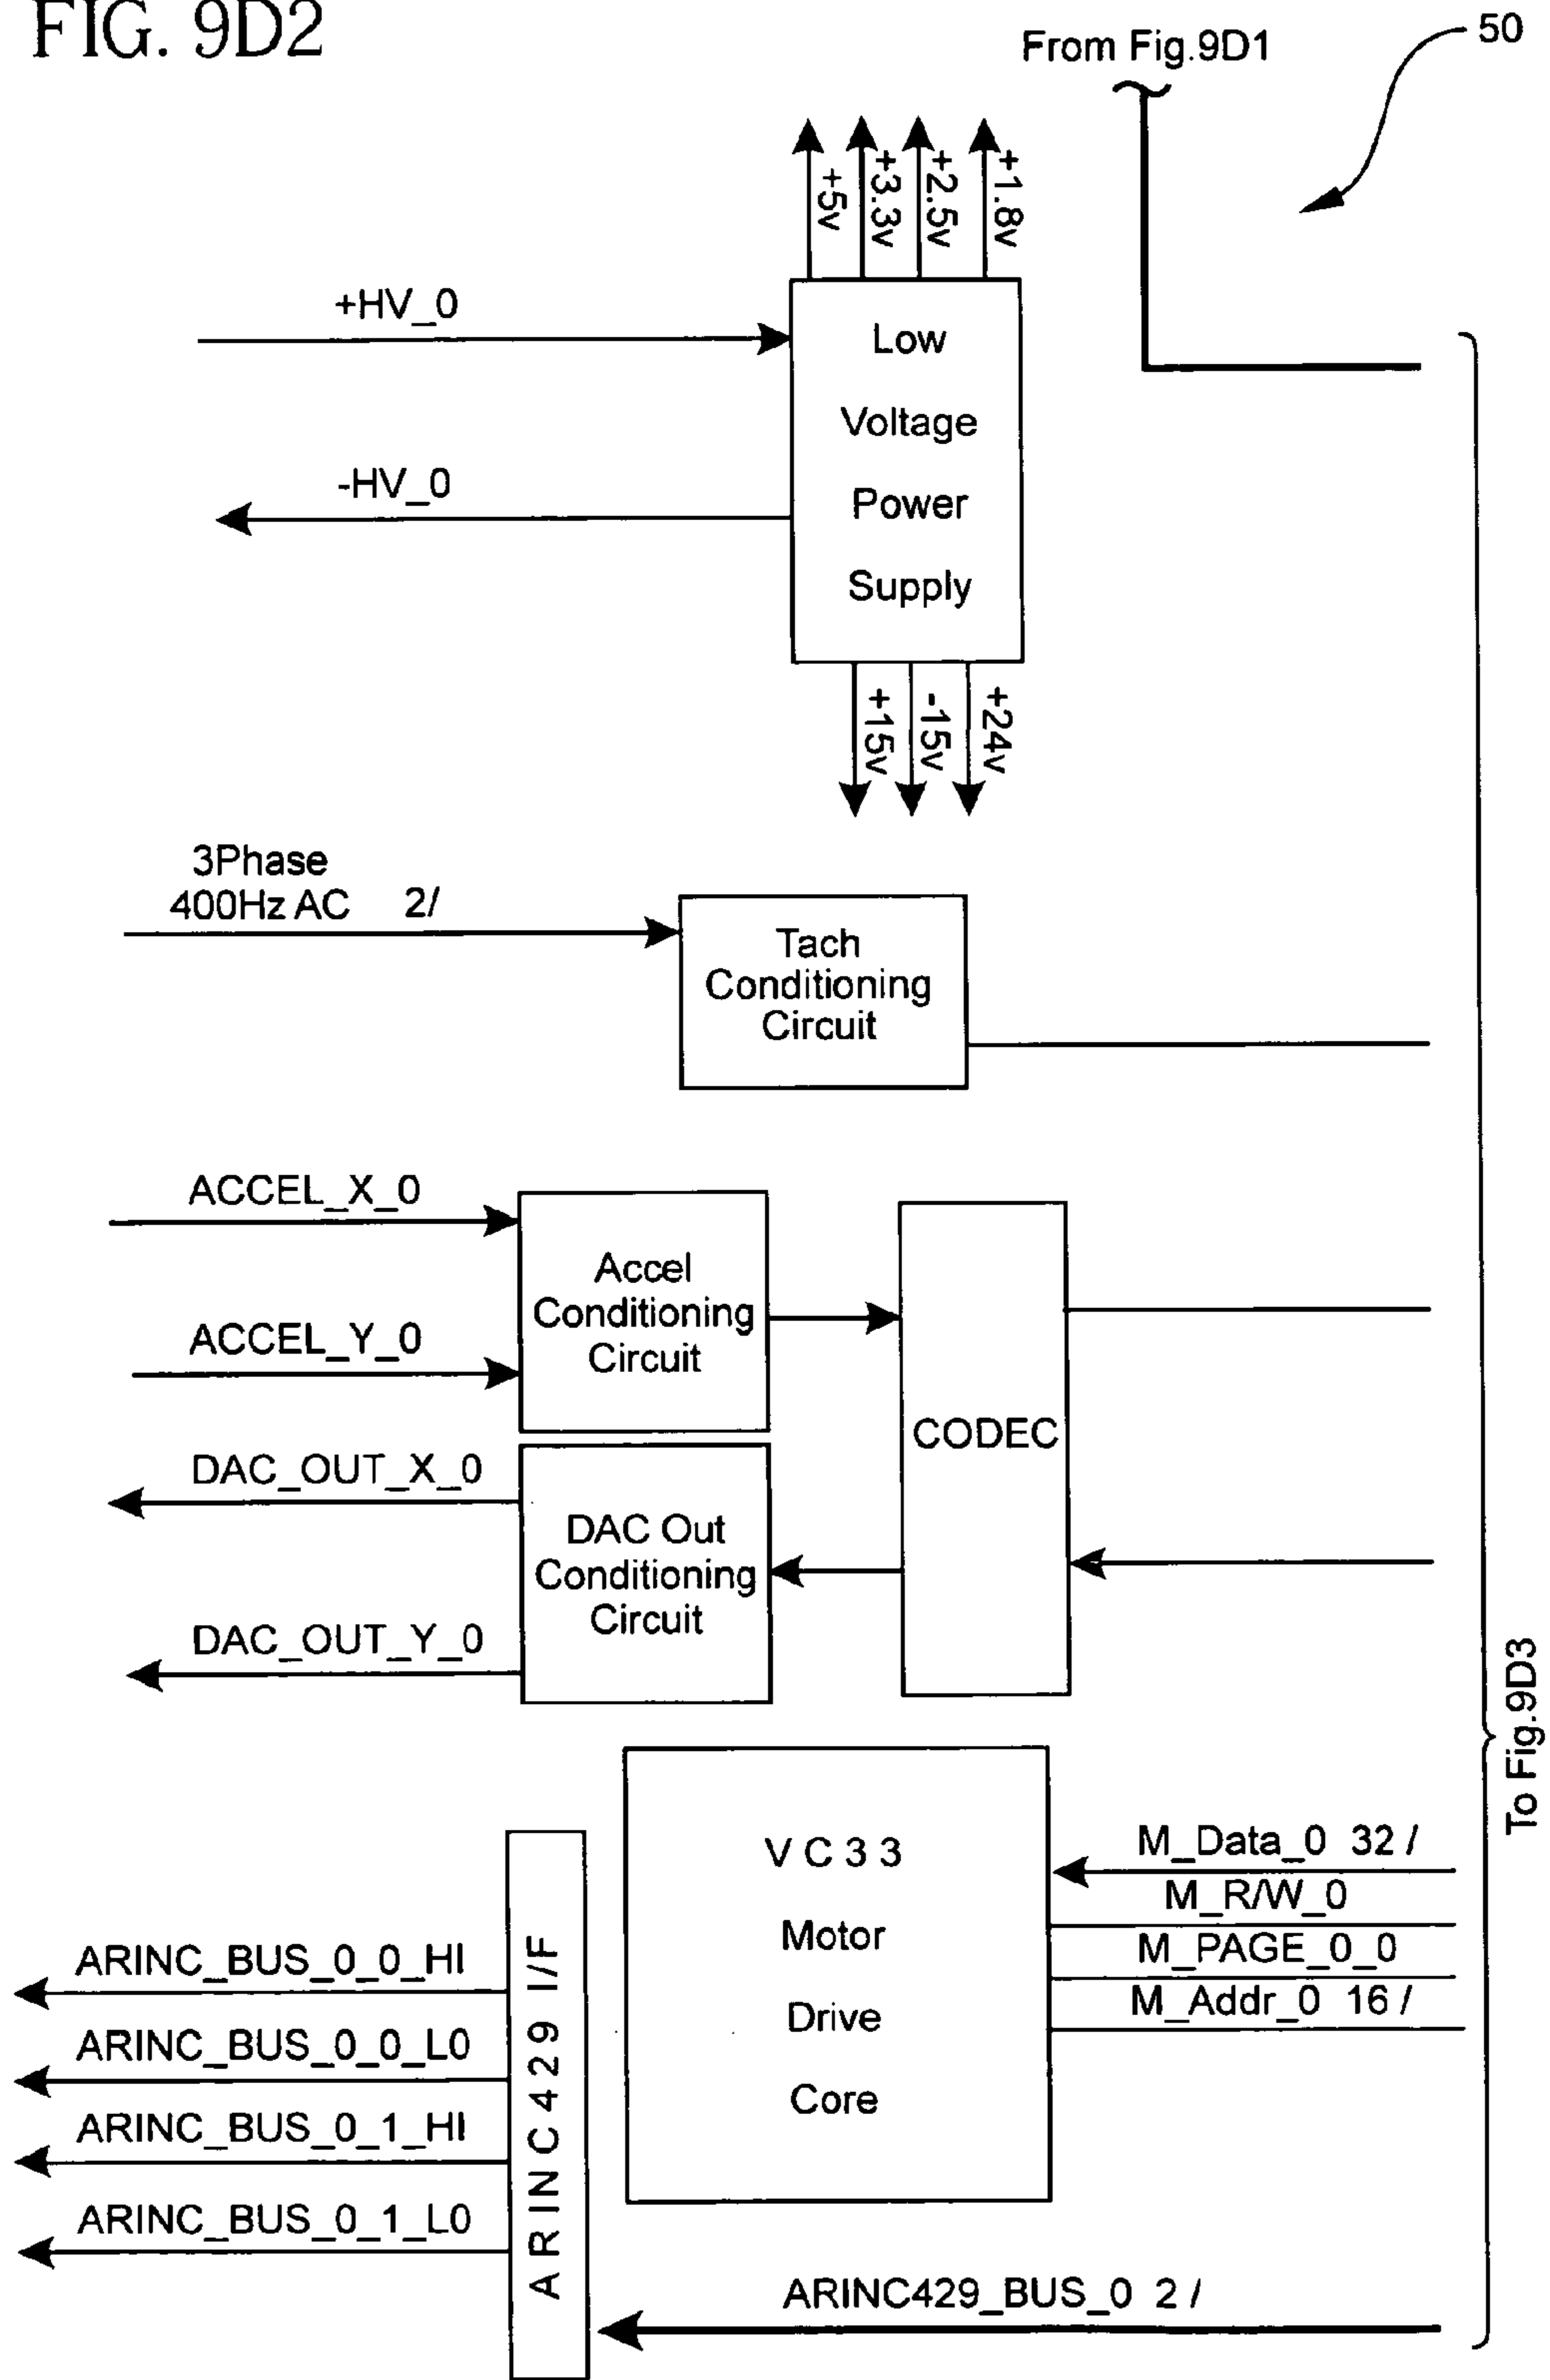 FIG. 9D2
From Fig.9D1
50
+5v
+3.3v
+2.5v
+1.8v
+HV_0
-HV_0
Low
Voltage
Power
Supply
+15v
-15v
+24v
3Phase
400Hz AC 2/
Tach
Conditioning
Circuit
ACCEL_X_0
ACCEL_Y_0
Accel
Conditioning
Circuit
CODEC
DAC_OUT_X_0
DAC_OUT_Y_0
DAC Out
Conditioning
Circuit
To Fig.9D3
VC33
Motor
Drive
Core
M_Data_0 32 /
M_R/W_0
M_PAGE_0_0
M_Addr_0 16 /
ARINC_BUS_0_0_HI
ARINC_BUS_0_0_L0
ARINC_BUS_0_1_HI
ARINC_BUS_0_1_L0
ARINC429 I/F
ARINC429_BUS_0 2 /